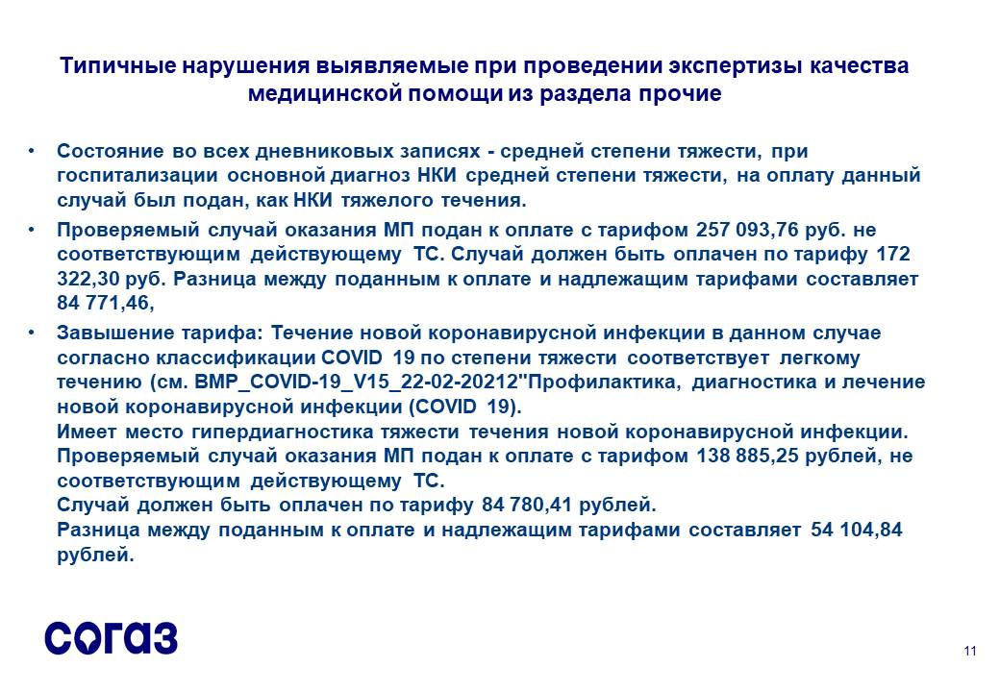 Типичные нарушения выявляемые при проведении экспертизы качества
медицинской помощи из раздела прочие
• Состояние во всех дневниковых записях - средней степени тяжести, при
госпитализации основной диагноз НКИ средней степени тяжести, на оплату данный
случай был подан, как НКИ тяжелого течения.
• Проверяемый случай оказания МП подан к оплате с тарифом 257 093,76 руб. не
соответствующим действующему ТС. Случай должен быть оплачен по тарифу 172
322,30 руб. Разница между поданным к оплате и надлежащим тарифами составляет
84 771,46,
• Завышение тарифа: Течение новой коронавирусной инфекции в данном случае
согласно классификации COVID 19 по степени тяжести соответствует легкому
течению (см. ВМР_COVID-19_V15_22-02-20212"Профилактика, диагностика и лечение
новой коронавирусной инфекции (COVID 19).
Имеет место гипердиагностика тяжести течения новой коронавирусной инфекции.
Проверяемый случай оказания МП подан к оплате с тарифом 138 885,25 рублей, не
соответствующим действующему ТС.
Случай должен быть оплачен по тарифу 84 780,41 рублей.
Разница между поданным к оплате и надлежащим тарифами составляет 54 104,84
рублей.
согаз
11